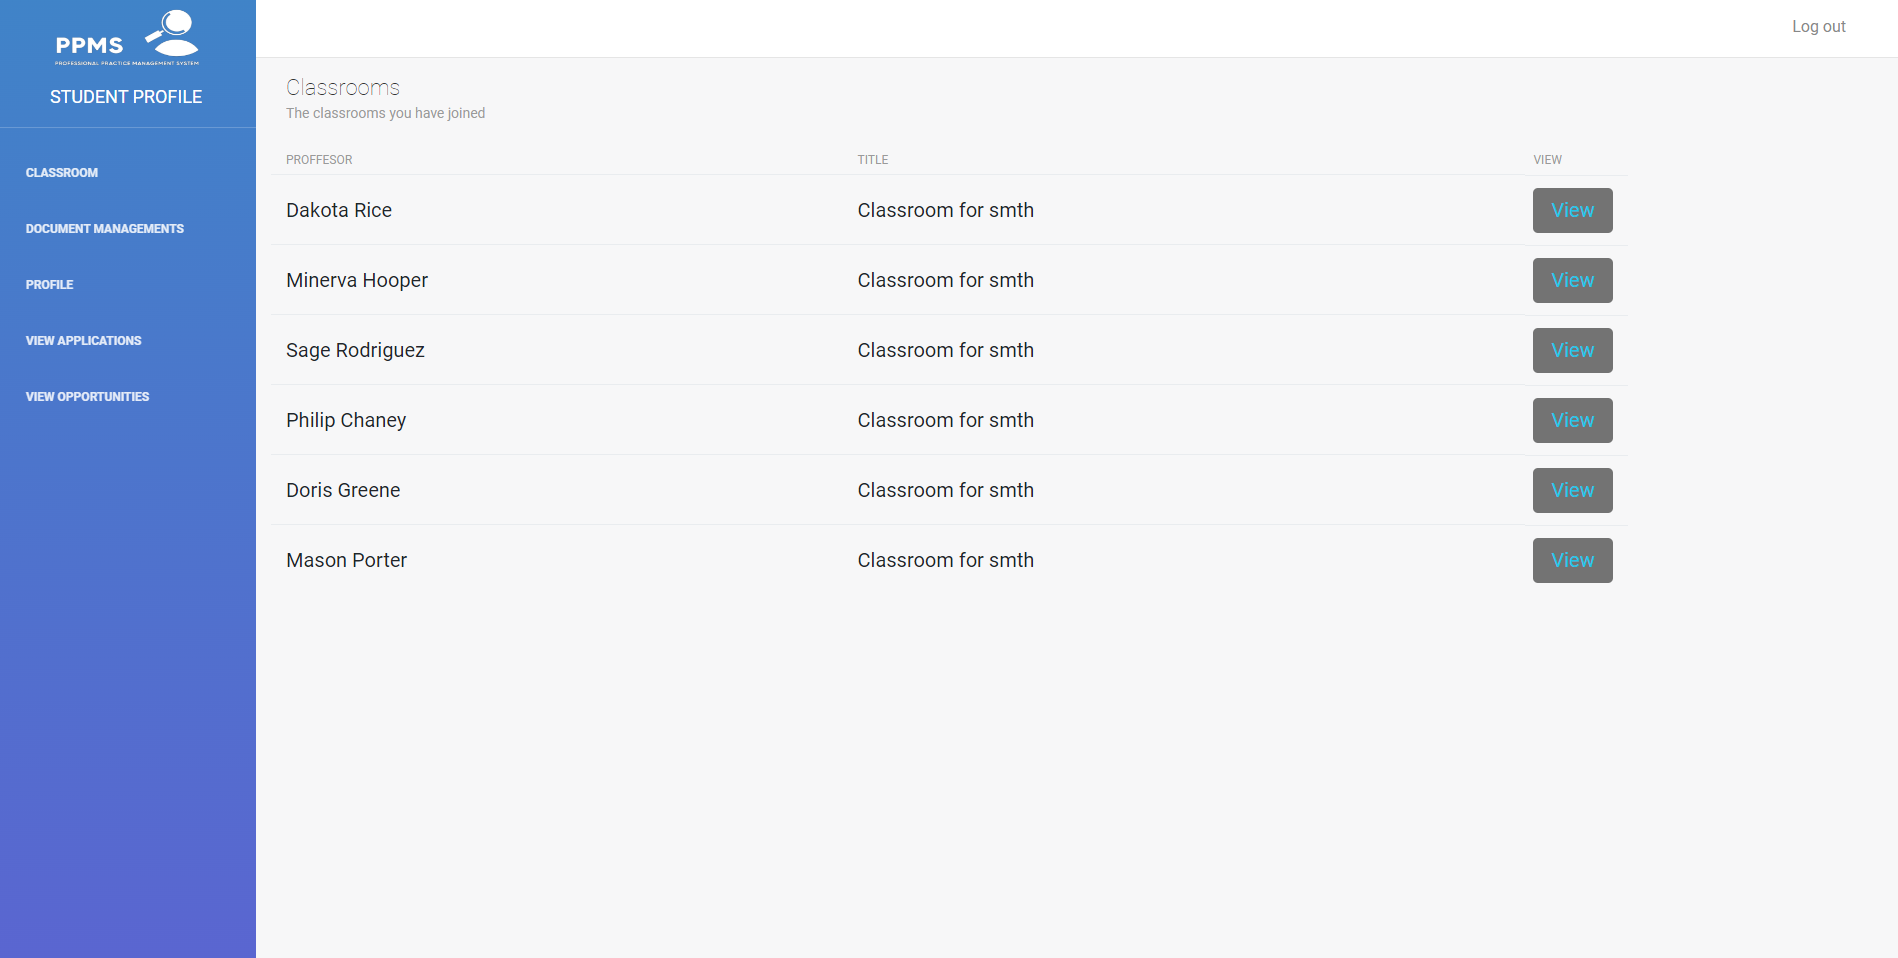 PPMS
PROFESSIONAL PRACTICE MANAGEMENT SYSTEM
STUDENT PROFILE
CLASSROOM
DOCUMENT MANAGEMENTS
PROFILE
VIEW APPLICATIONS
VIEW OPPORTUNITIES
Log out
Classrooms
The classrooms you have joined
PROFFESOR TITLE VIEW
Dakota Rice Classroom for smth View
Minerva Hooper Classroom for smth View
Sage Rodriguez Classroom for smth View
Philip Chaney Classroom for smth View
Doris Greene Classroom for smth View
Mason Porter Classroom for smth View